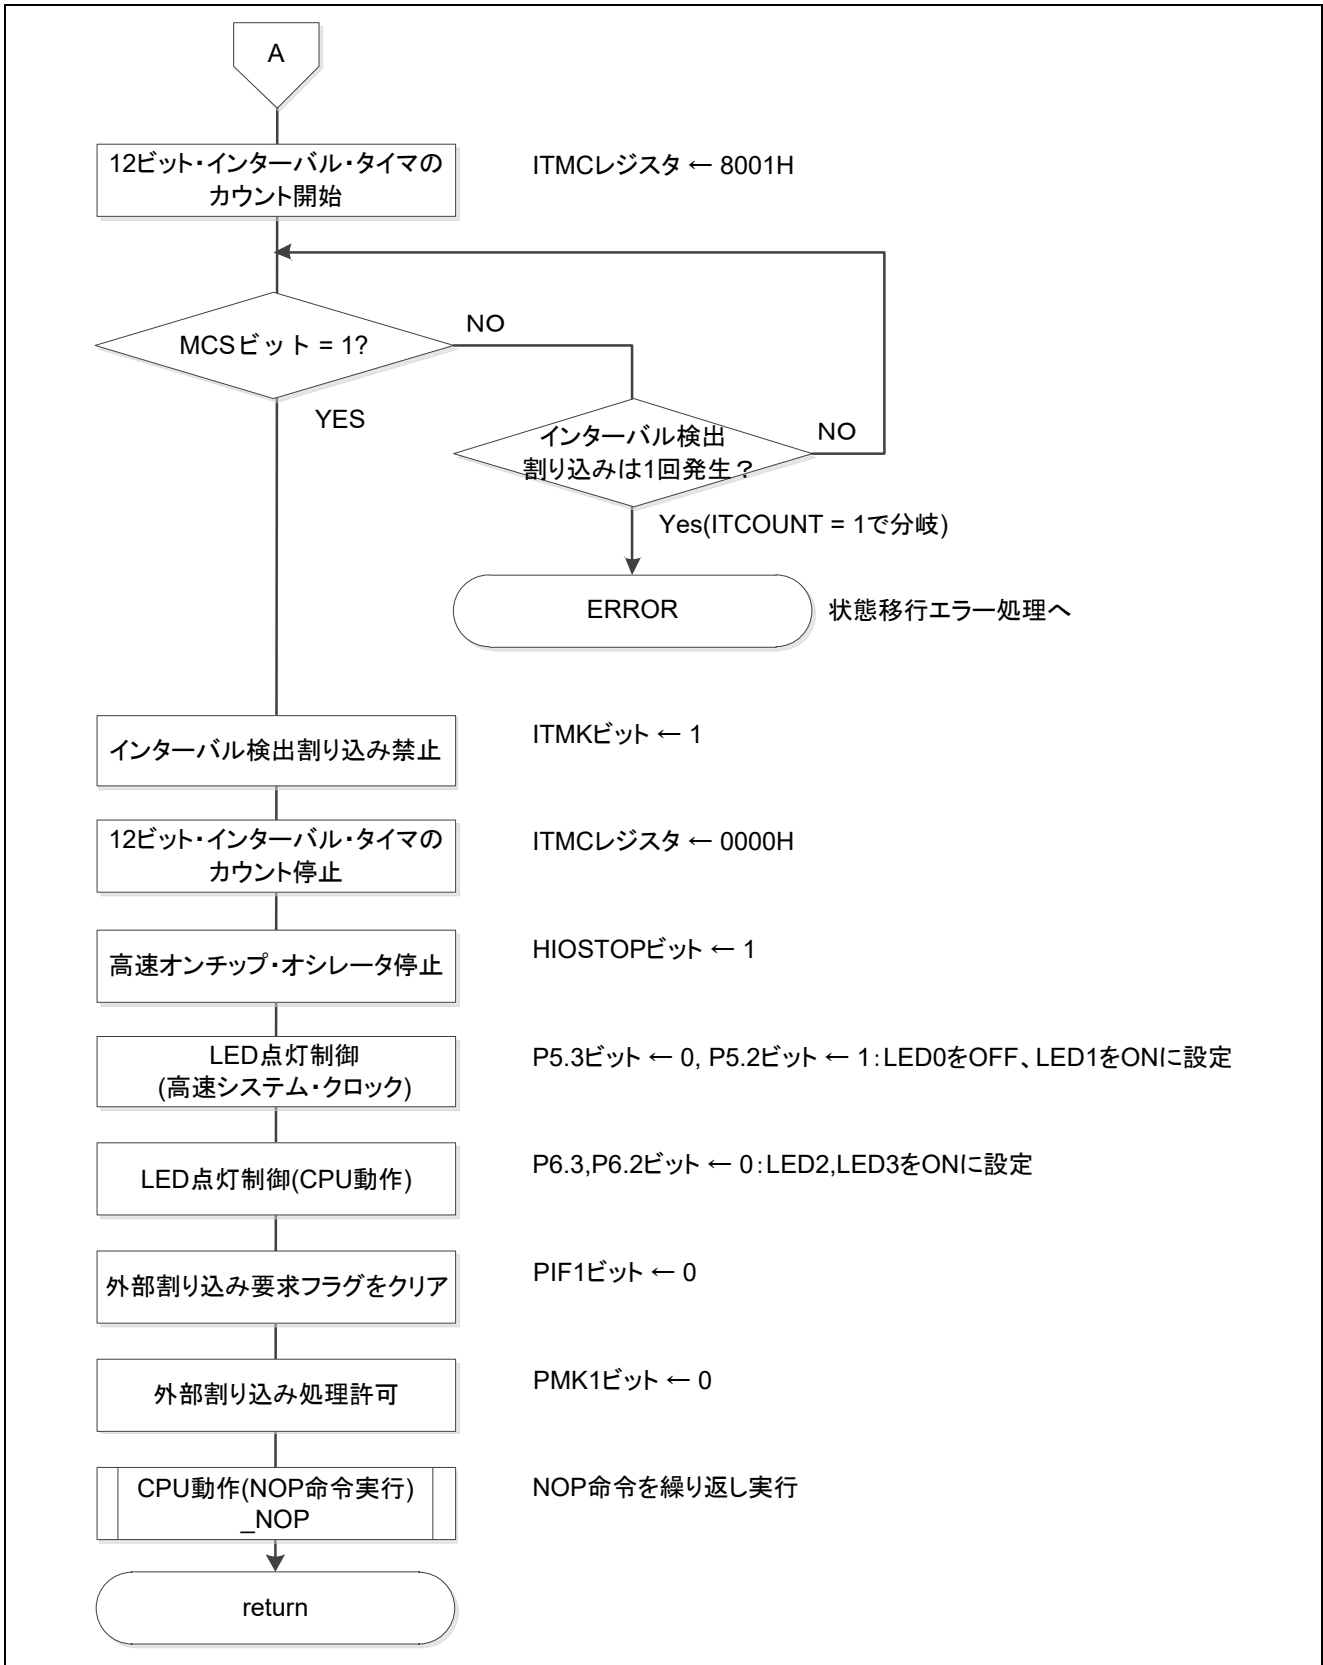 A
12ビット・インターバル・タイマの
カウント開始
ITMCレジスタ ← 8001H
MCSビット = 1?
NO
YES
インターバル検出
割り込みは1回発生？
NO
Yes(ITCOUNT = 1で分岐)
ERROR
状態移行エラー処理へ
インターバル検出割り込み禁止
ITMKビット ← 1
12ビット・インターバル・タイマの
カウント停止
ITMCレジスタ ← 0000H
高速オンチップ・オシレータ停止
HIOSTOPビット ← 1
LED点灯制御
(高速システム・クロック)
P5.3ビット ← 0, P5.2ビット ← 1：LED0をOFF、LED1をONに設定
LED点灯制御(CPU動作)
P6.3,P6.2ビット ← 0：LED2,LED3をONに設定
外部割り込み要求フラグをクリア
PIF1ビット ← 0
外部割り込み処理許可
PMK1ビット ← 0
CPU動作(NOP命令実行)
_NOP
NOP命令を繰り返し実行
return